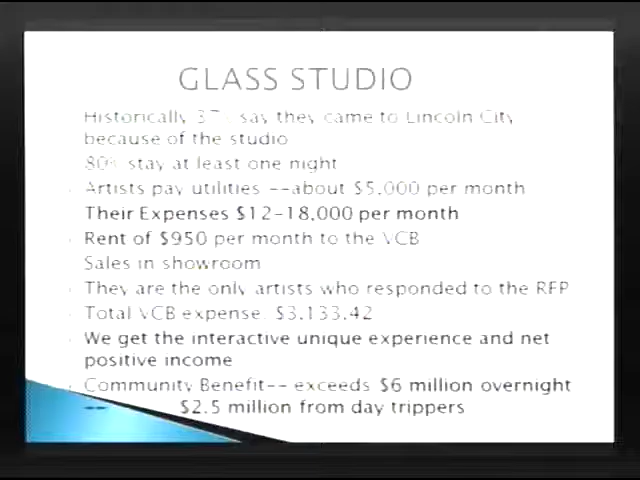 GLASS STUDIO
Historically 37% say they came to Lincoln City
because of the studio
80% stay at least one night
Artists pay utilities --about $5,000 per month
Their Expenses $12-18,000 per month
Rent of $950 per month to the VCB
Sales in showroom
They are the only artists who responded to the RFP
Total VCB expense $3,133.42
We get the interactive unique experience and net
positive income
Community Benefit-- exceeds $6 million overnight
-- $2.5 million from day trippers